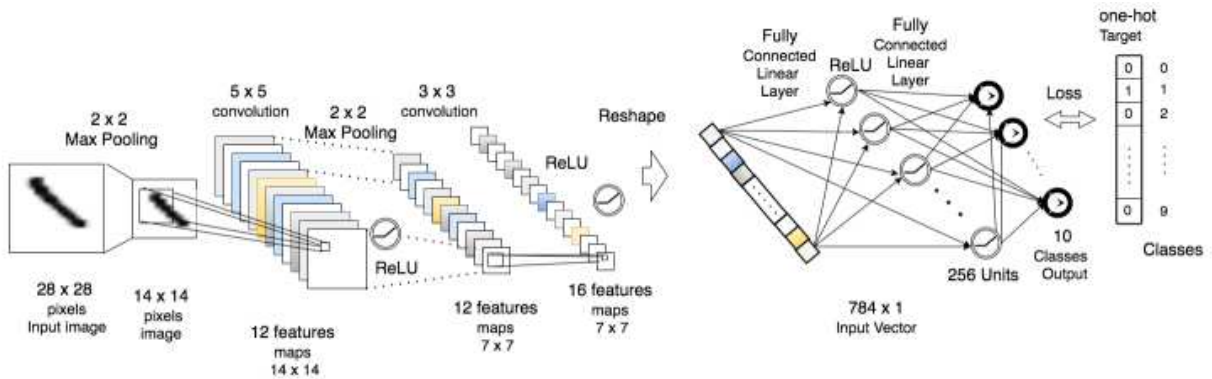 2 x 2
Max Pooling
28 x 28
pixels
Input image
14 x 14
pixels
image
5 x 5
convolution
12 features
maps
14 x 14
ReLU
2 x 2
Max Pooling
12 features
maps
7 x 7
3 x 3
convolution
ReLU
16 features
maps
7 x 7
Reshape
784 x 1
Input Vector
Fully
Connected
Linear
Layer
ReLU
256 Units
Fully
Connected
Linear
Layer
10
Classes
Output
Loss
one-hot
Target
0 0
1 1
0 2
0 9
Classes